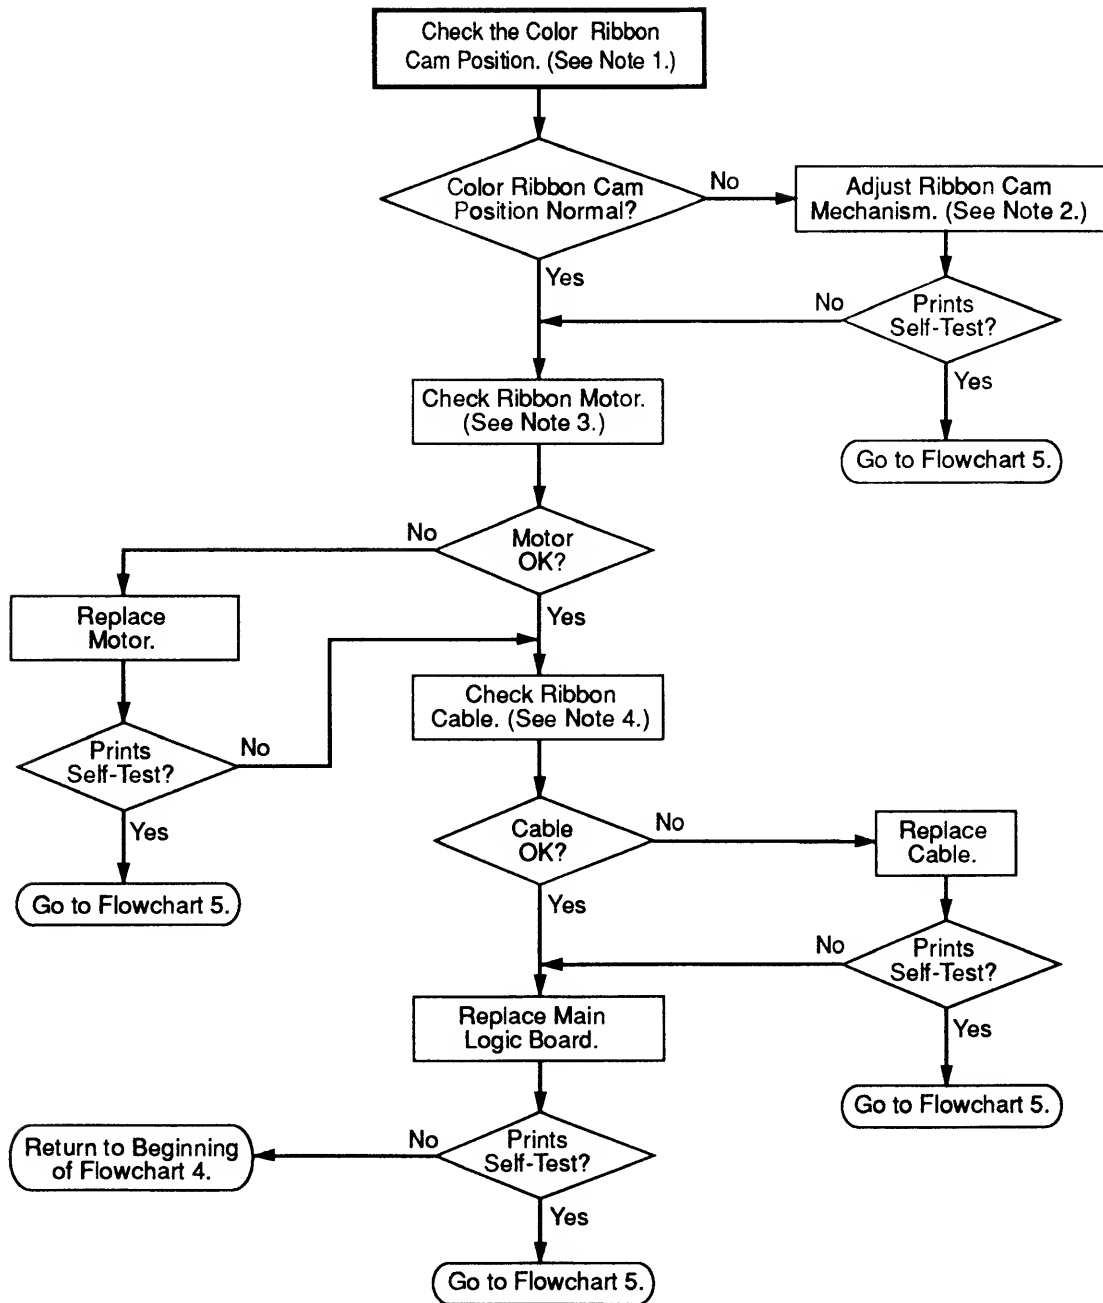 Check the Color Ribbon
Cam Position. (See Note 1.)
Color Ribbon Cam
Position Normal?
No
Adjust Ribbon Cam
Mechanism. (See Note 2.)
Yes
No
Prints
Self-Test?
Yes
Go to Flowchart 5.
Check Ribbon Motor.
(See Note 3.)
No
Motor
OK?
Yes
Replace
Motor.
Prints
Self-Test?
No
Yes
Go to Flowchart 5.
Check Ribbon
Cable. (See Note 4.)
Cable
OK?
No
Replace
Cable.
Yes
No
Prints
Self-Test?
Yes
Go to Flowchart 5.
Replace Main
Logic Board.
Prints
Self-Test?
No
Return to Beginning
of Flowchart 4.
Yes
Go to Flowchart 5.